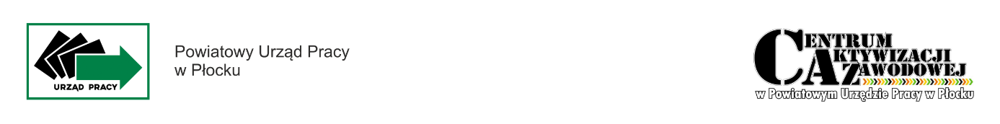 URZĄD PRACY
Powiatowy Urząd Pracy
w Płocku
CENTRUM
AKTYWIZACJI
ZAWODOWEJ
w Powiatowym Urzędzie Pracy w Płocku